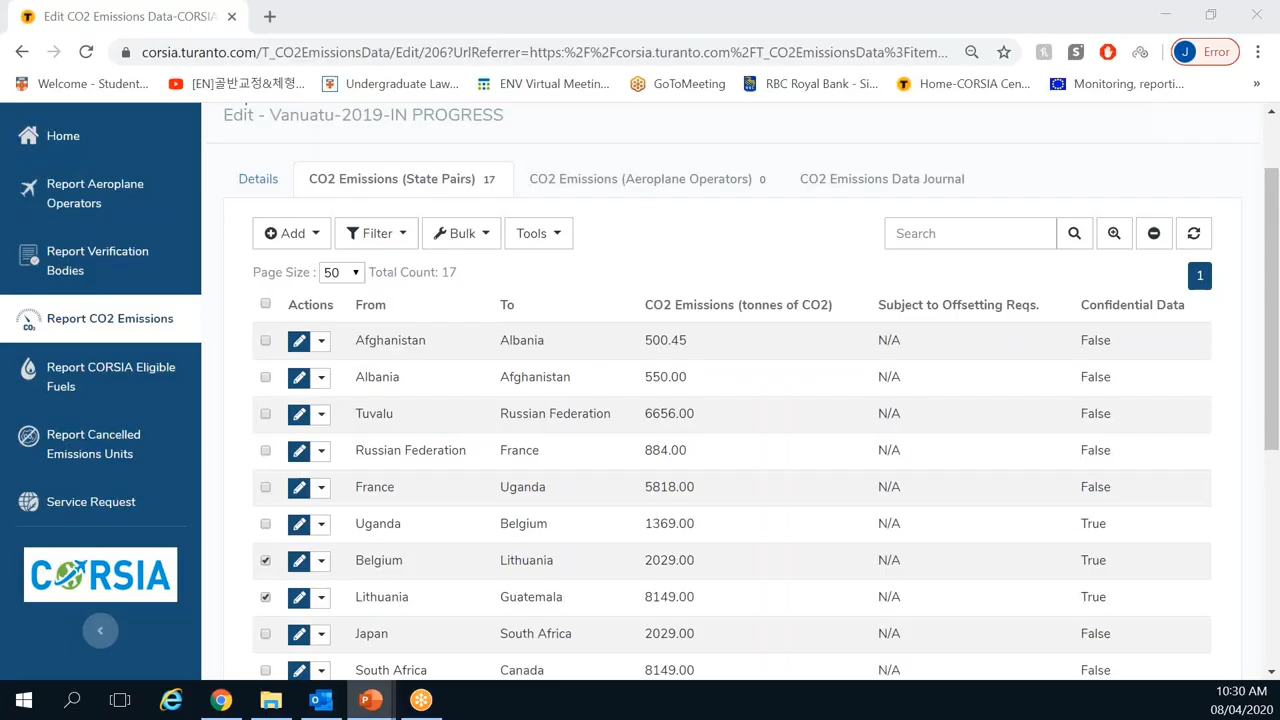 Edit CO2 Emissions Data-CORSIA
corsia.turanto.com/T_CO2EmissionsData/Edit/206?UrlReferrer=https:%2F%2Fcorsia.turanto.com%2FT_CO2EmissionsData%3Fitem...
J Error
Welcome - Student...
[EN]골반교정&체형...
Undergraduate Law...
ENV Virtual Meetin...
GoToMeeting
RBC Royal Bank - Si...
Home-CORSIA Cen...
Monitoring, reporti...
»
Edit - Vanuatu-2019-IN PROGRESS
Home
Report Aeroplane
Operators
Report Verification
Bodies
CO2
Report CO2 Emissions
Report CORSIA Eligible
Fuels
Report Cancelled
Emissions Units
Service Request
CORSIA
Details
CO2 Emissions (State Pairs) 17
CO2 Emissions (Aeroplane Operators) 0
CO2 Emissions Data Journal
Add
Filter
Bulk
Tools
Search
Page Size : 50 Total Count: 17
1
Actions From To CO2 Emissions (tonnes of CO2) Subject to Offsetting Reqs. Confidential Data
Afghanistan Albania 500.45 N/A False
Albania Afghanistan 550.00 N/A False
Tuvalu Russian Federation 6656.00 N/A False
Russian Federation France 884.00 N/A False
France Uganda 5818.00 N/A False
Uganda Belgium 1369.00 N/A True
Belgium Lithuania 2029.00 N/A True
Lithuania Guatemala 8149.00 N/A True
Japan South Africa 2029.00 N/A False
South Africa Canada 8149.00 N/A False
10:30 AM
08/04/2020